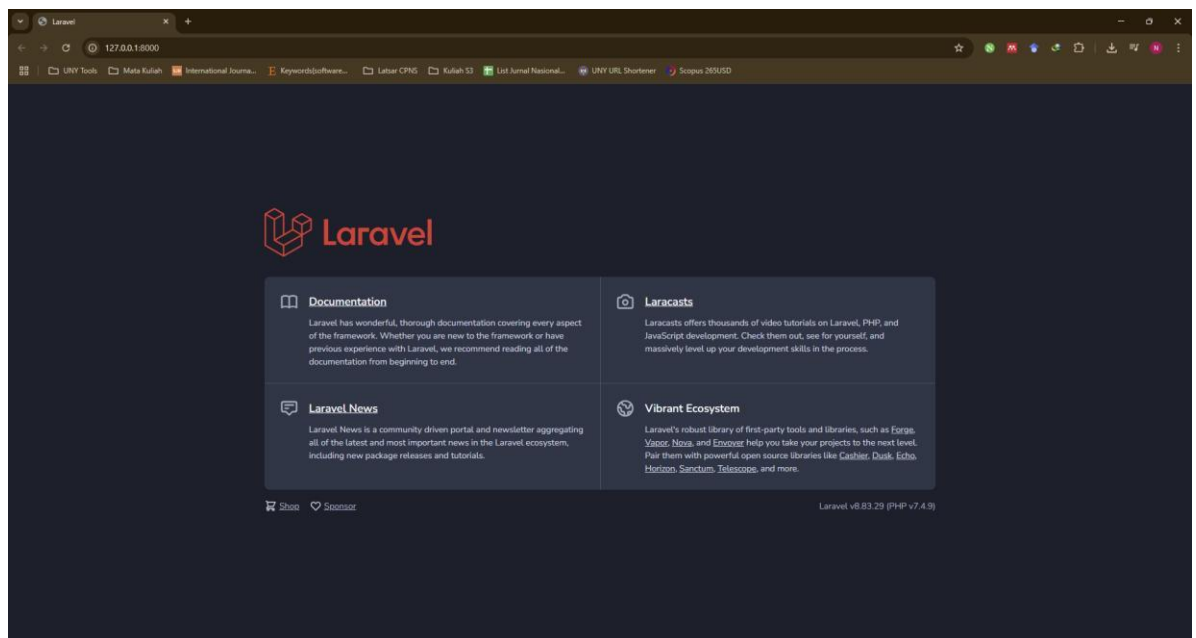 Laravel
127.0.0.1:8000
UNY Tools
Mata Kuliah
International Journa...
Keywords(software...
Latsar CPNS
Kuliah S3
List Jurnal Nasional...
UNY URL Shortener
Scopus 265USD
Laravel
Documentation
Laravel has wonderful, thorough documentation covering every aspect
of the framework. Whether you are new to the framework or have
previous experience with Laravel, we recommend reading all of the
documentation from beginning to end.
Laracasts
Laracasts offers thousands of video tutorials on Laravel, PHP, and
JavaScript development. Check them out, see for yourself, and
massively level up your development skills in the process.
Laravel News
Laravel News is a community driven portal and newsletter aggregating
all of the latest and most important news in the Laravel ecosystem,
including new package releases and tutorials.
Vibrant Ecosystem
Laravel's robust library of first-party tools and libraries, such as Forge,
Vapor, Nova, and Envoyer help you take your projects to the next level.
Pair them with powerful open source libraries like Cashier, Dusk, Echo,
Horizon, Sanctum, Telescope, and more.
Shop
Sponsor
Laravel v8.83.29 (PHP v7.4.9)